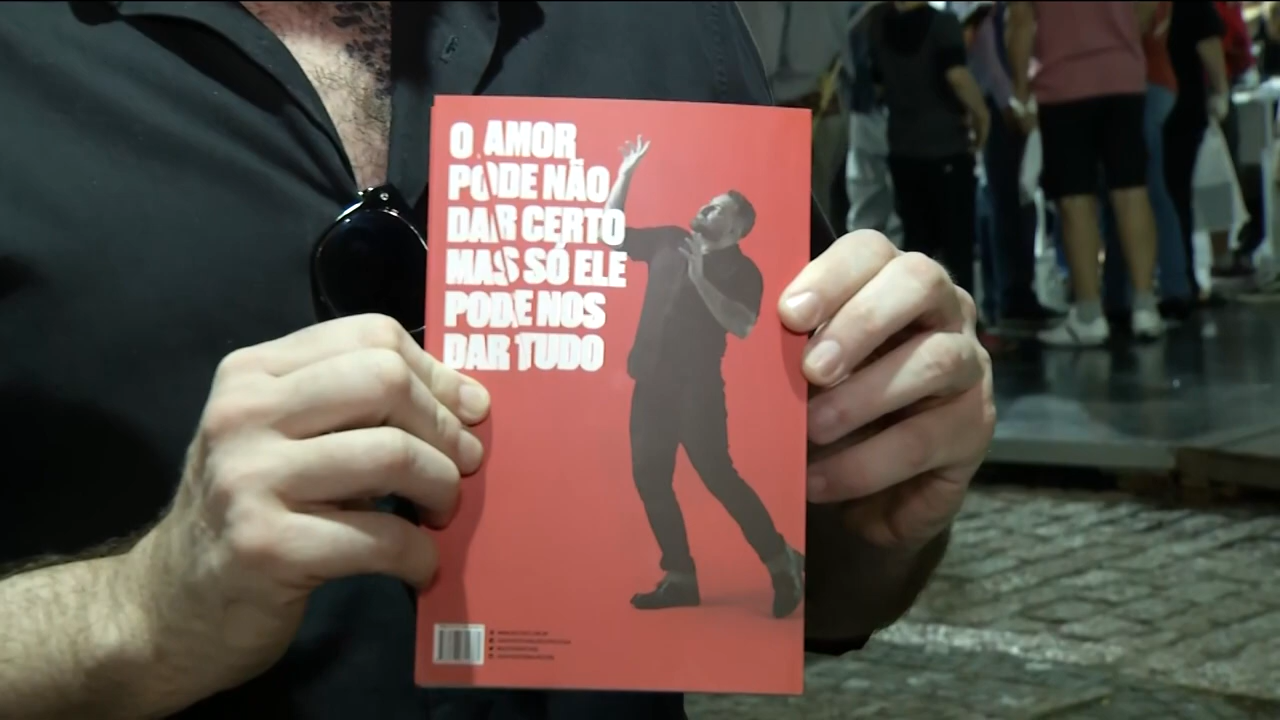 O AMOR
PODE NÃO
DAR CERTO
MAS SÓ ELE
PODE NOS
DAR TUDO